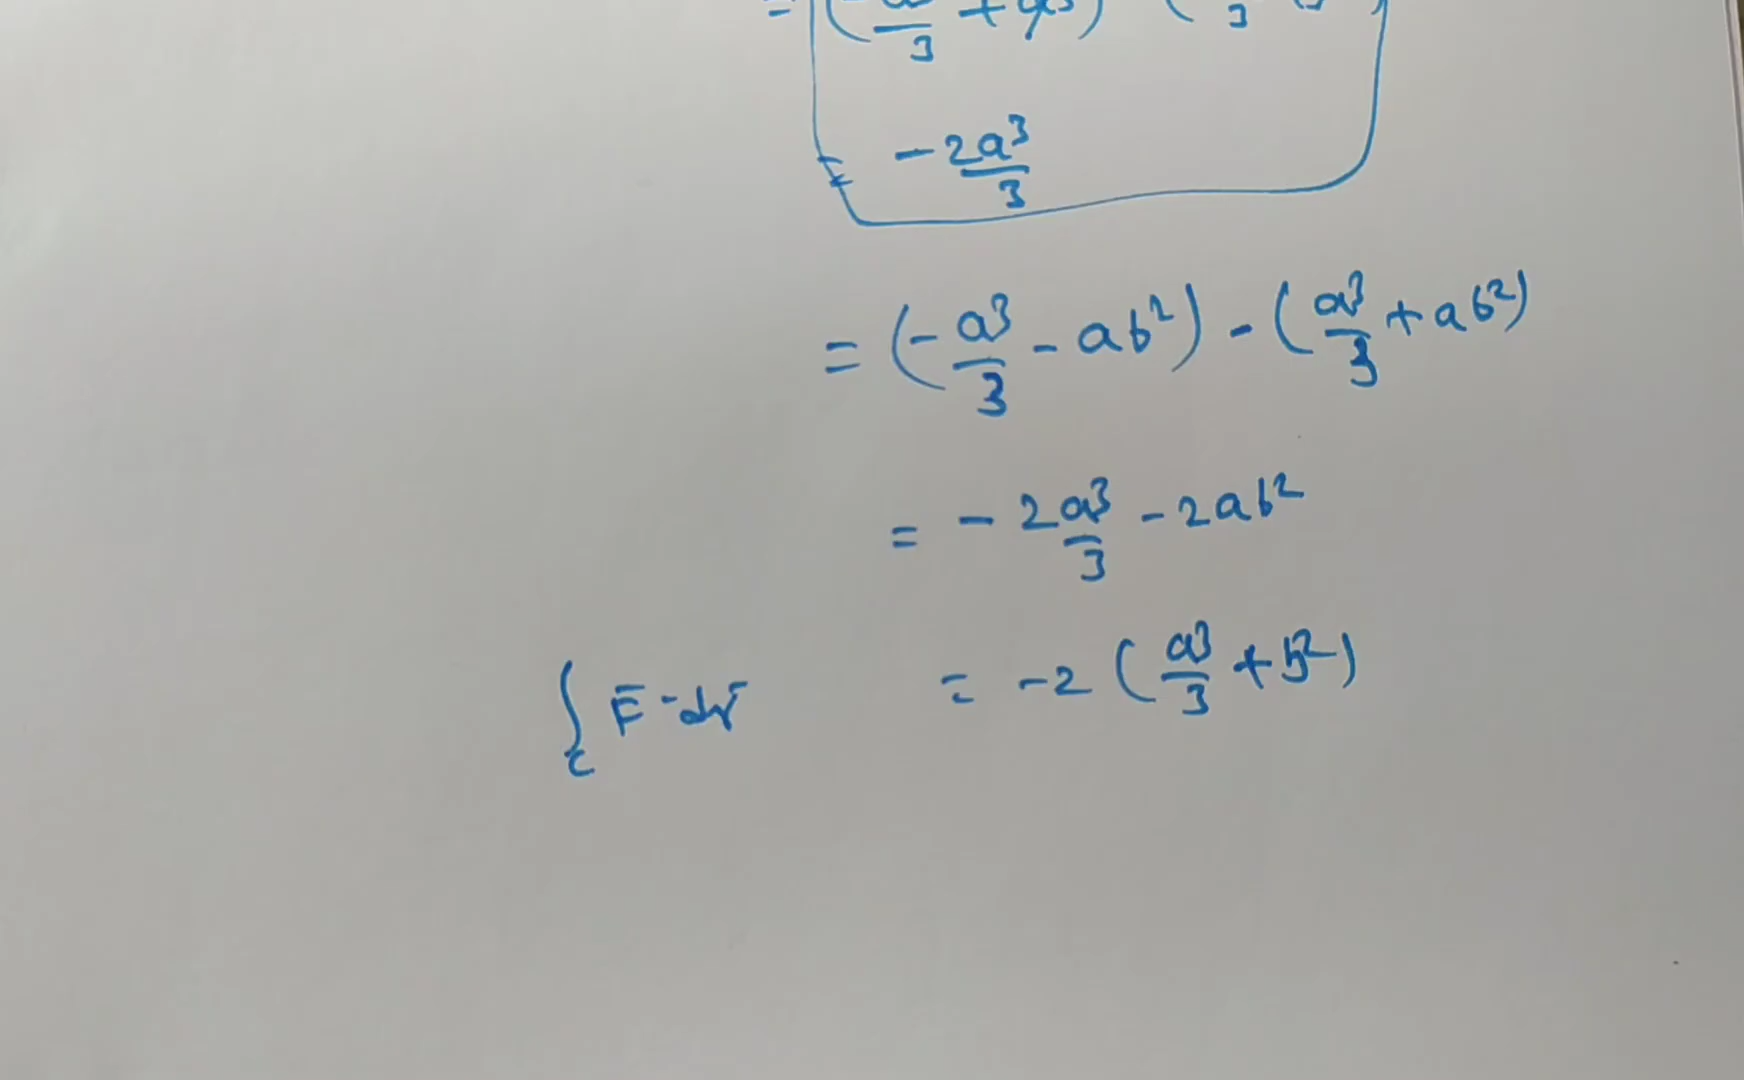 = -2a³/3
= (-a³/3 - ab²) - (a³/3 + ab²)
= -2a³/3 - 2ab²
∫_c F̄·dr̄ = -2(a³/3 + b²)